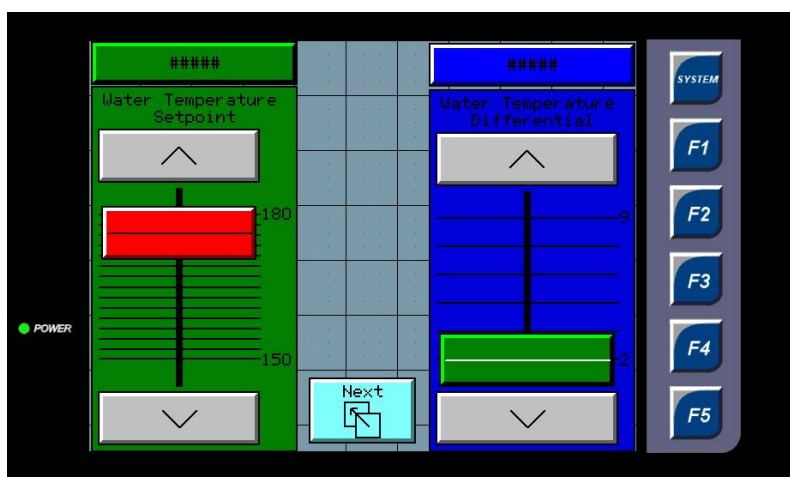 #####
Water Temperature
Setpoint
180
150
Next
#####
Water Temperature
Differential
9
2
POWER
SYSTEM
F1
F2
F3
F4
F5